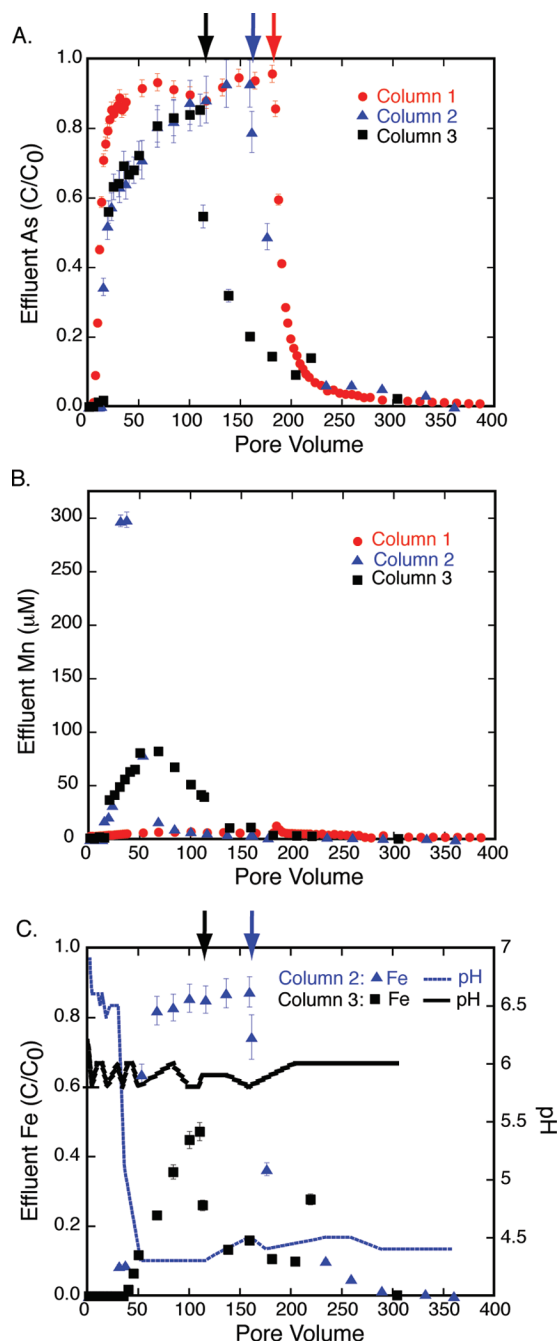 A.
1.0
0.8
0.6
0.4
0.2
0.0
Effluent As (C/C0)
Column 1
Column 2
Column 3
0 50 100 150 200 250 300 350 400
Pore Volume
B.
300
250
200
150
100
50
0
Effluent Mn (μM)
Column 1
Column 2
Column 3
0 50 100 150 200 250 300 350 400
Pore Volume
C.
1.0
0.8
0.6
0.4
0.2
0.0
Effluent Fe (C/C0)
Column 2: Fe pH
Column 3: Fe pH
7
6.5
6
5.5
5
4.5
pH
0 50 100 150 200 250 300 350 400
Pore Volume